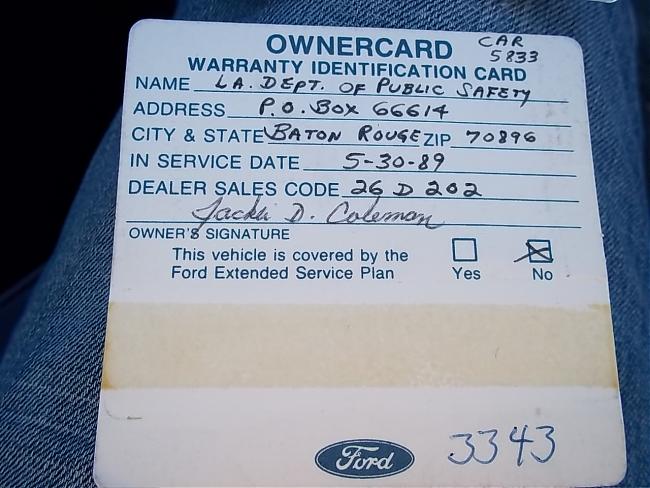 OWNERCARD CAR 5833
WARRANTY IDENTIFICATION CARD
NAME LA. DEPT. OF PUBLIC SAFETY
ADDRESS P.O. BOX 66614
CITY & STATE BATON ROUGE ZIP 70896
IN SERVICE DATE 5-30-89
DEALER SALES CODE 26 D 202
Jackie D. Coleman
OWNER'S SIGNATURE
This vehicle is covered by the
Ford Extended Service Plan Yes No
Ford 3343